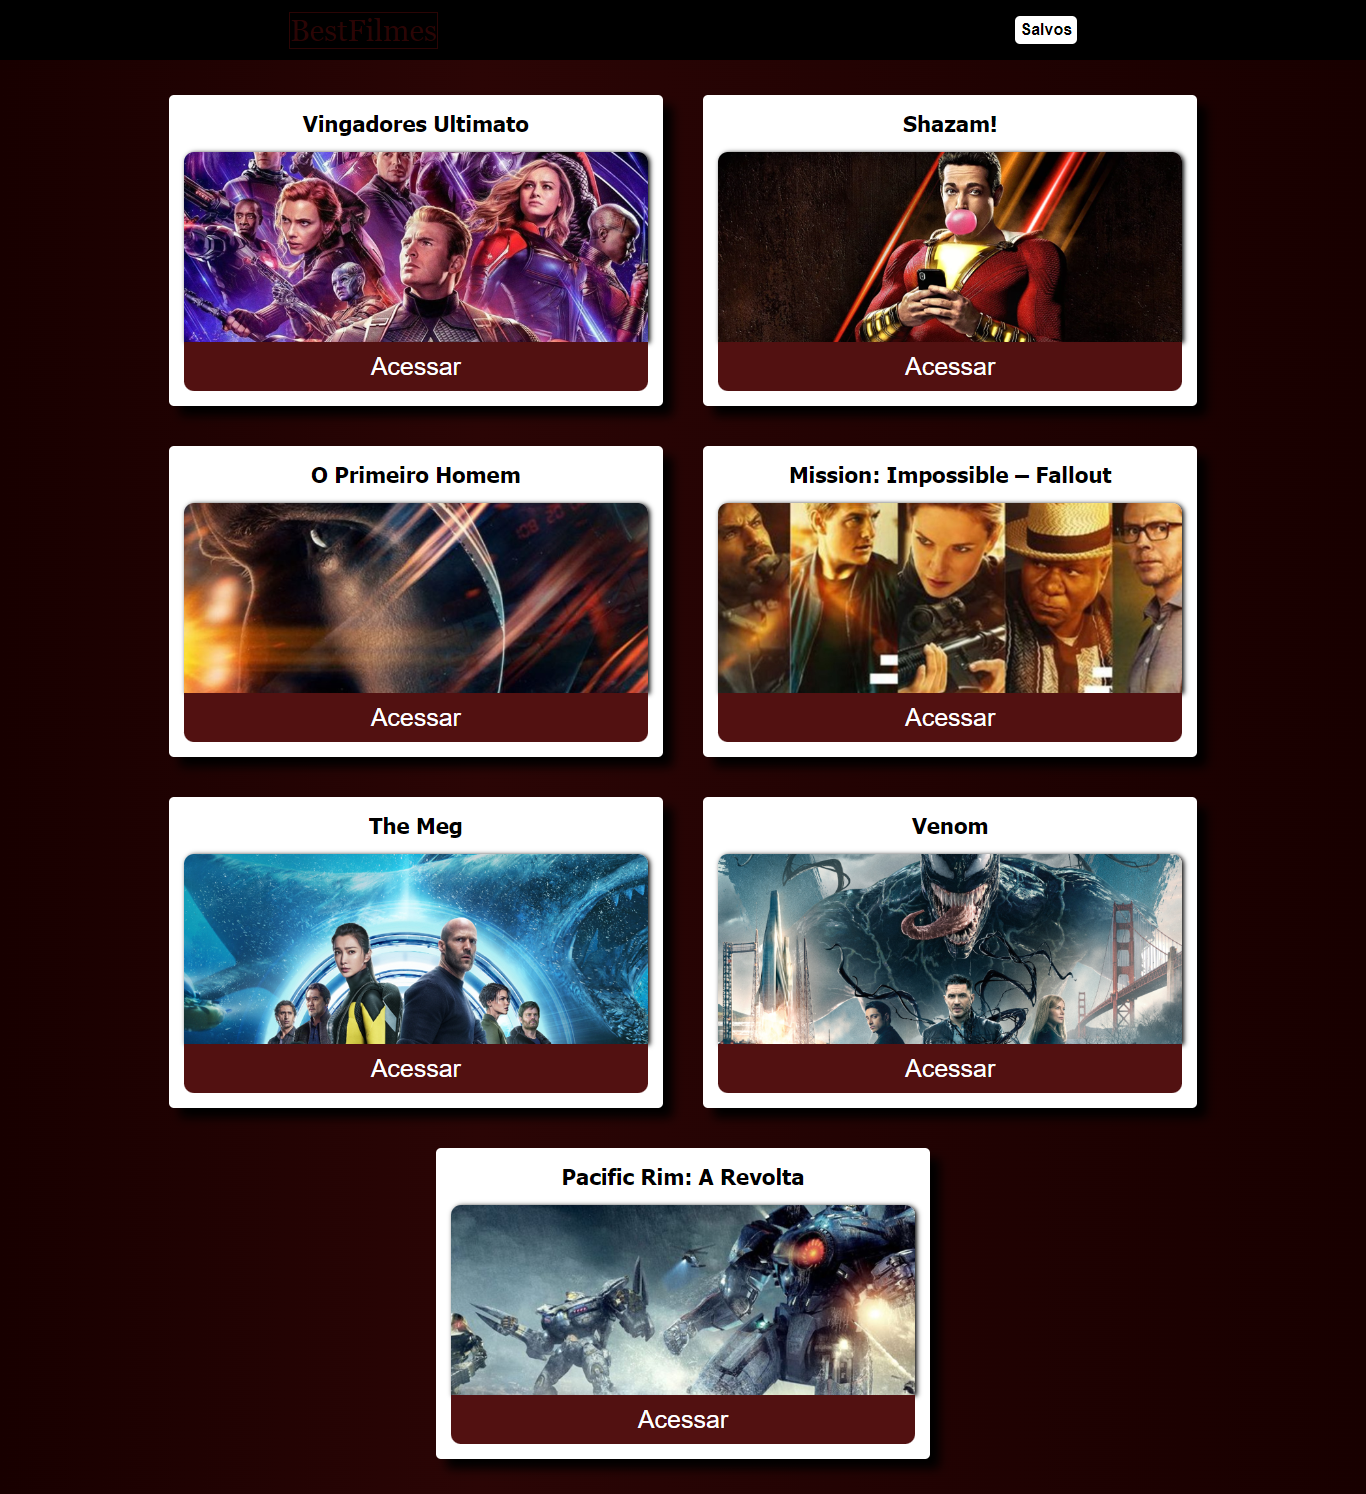 BestFilmes
Salvos
Vingadores Ultimato
Acessar
Shazam!
Acessar
O Primeiro Homem
Acessar
Mission: Impossible – Fallout
Acessar
The Meg
Acessar
Venom
Acessar
Pacific Rim: A Revolta
Acessar